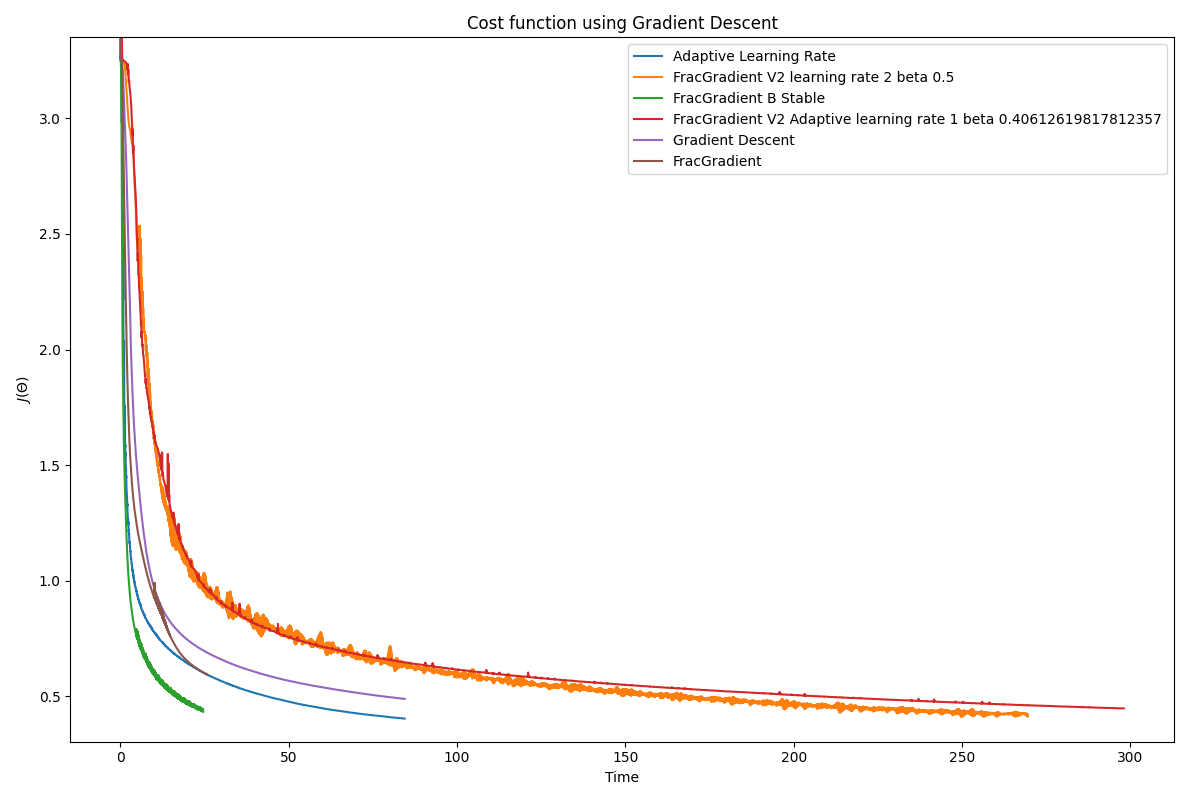 Cost function using Gradient Descent
Adaptive Learning Rate
FracGradient V2 learning rate 2 beta 0.5
FracGradient B Stable
FracGradient V2 Adaptive learning rate 1 beta 0.40612619817812357
Gradient Descent
FracGradient
3.0
2.5
2.0
1.5
1.0
0.5
J(Θ)
0
50
100
150
200
250
300
Time